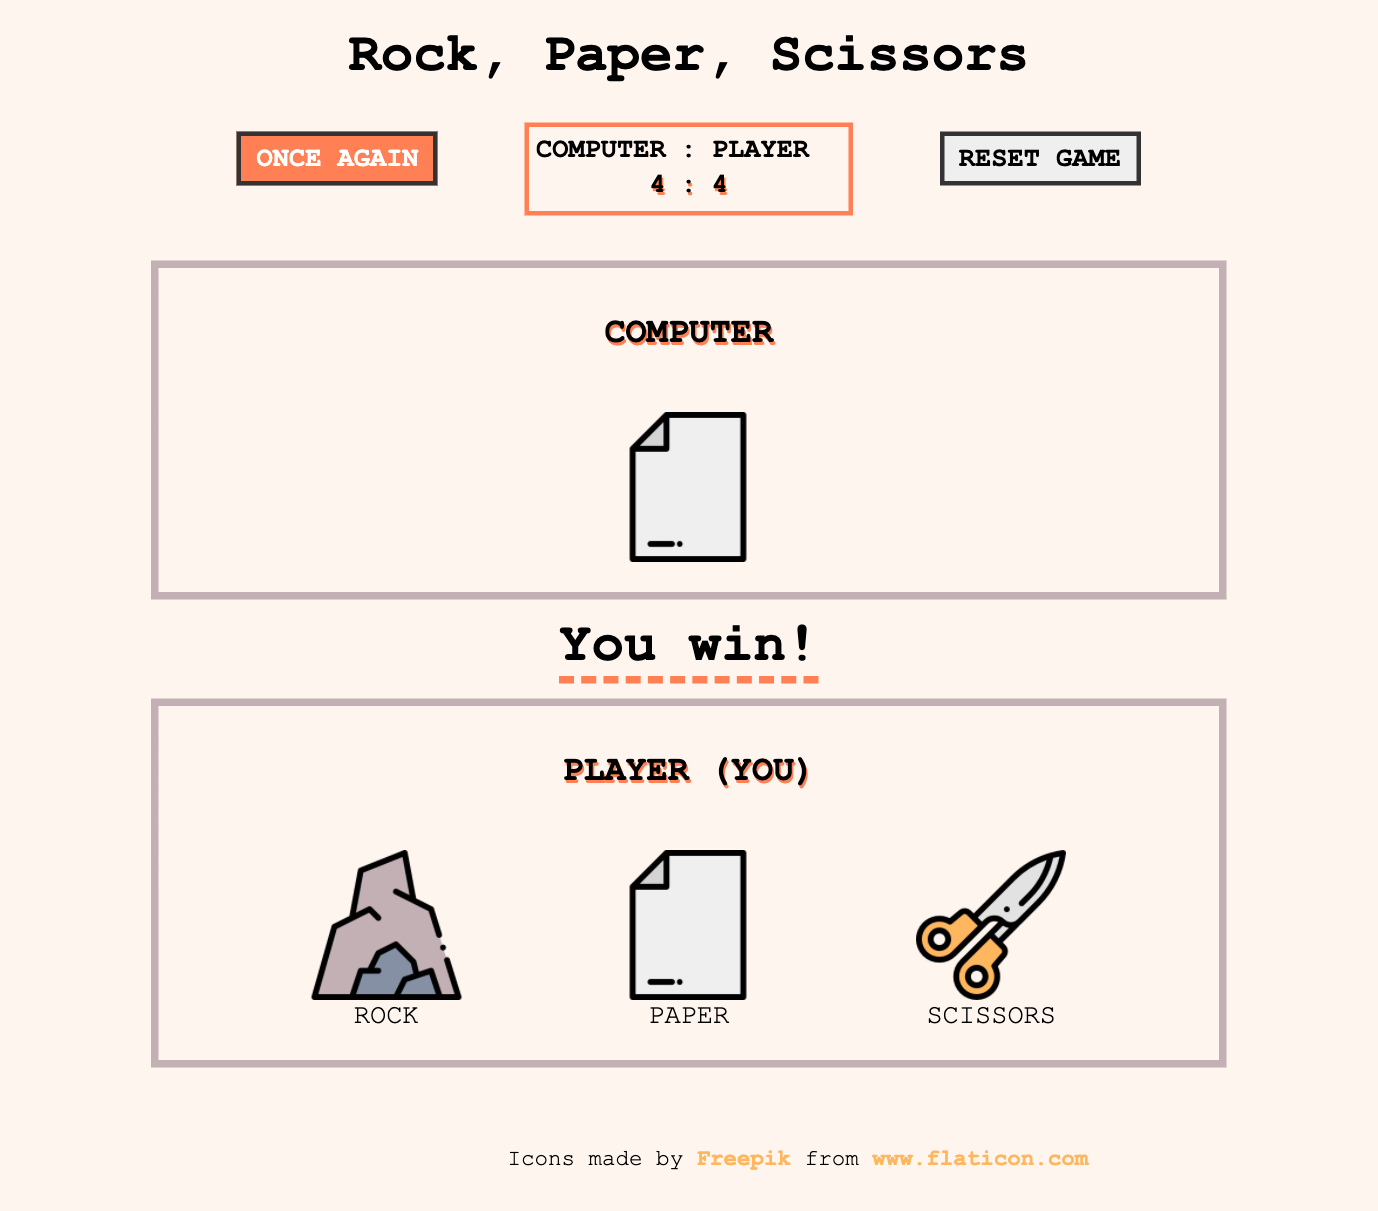 Rock, Paper, Scissors
ONCE AGAIN
COMPUTER : PLAYER
4 : 4
RESET GAME
COMPUTER
You win!
PLAYER (YOU)
ROCK
PAPER
SCISSORS
Icons made by Freepik from www.flaticon.com